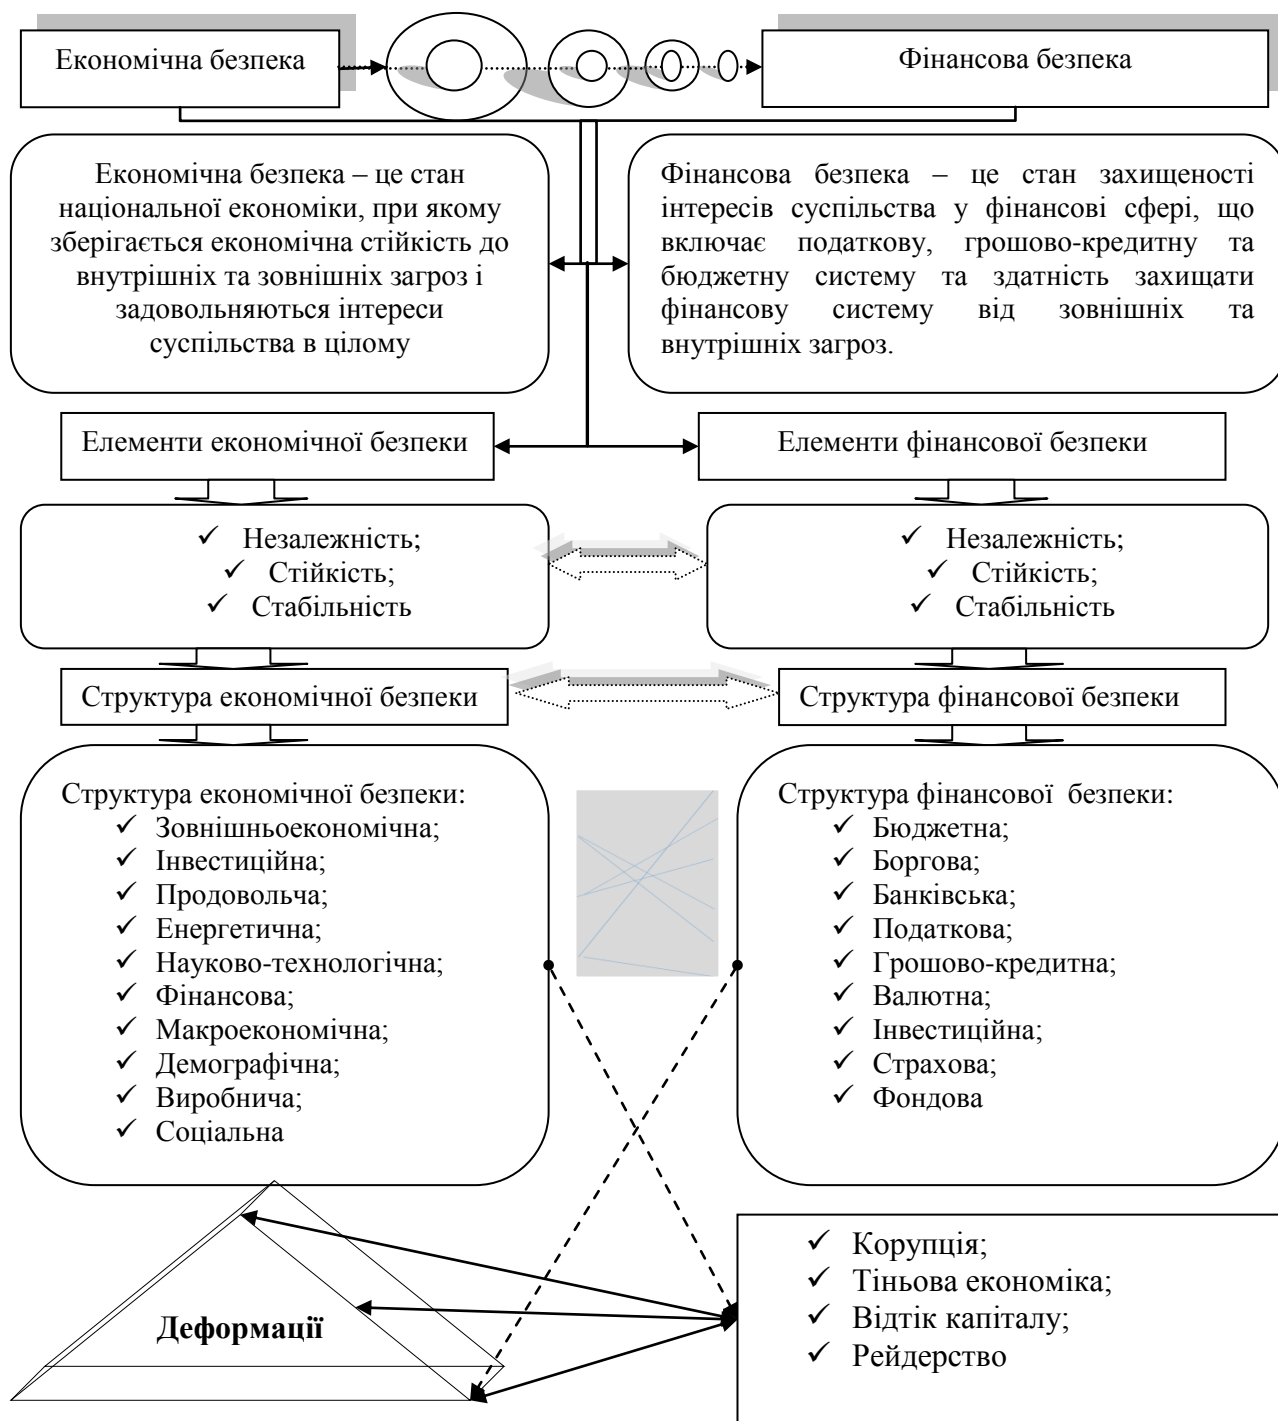 Економічна безпека
Фінансова безпека
Економічна безпека – це стан
національної економіки, при якому
зберігається економічна стійкість до
внутрішніх та зовнішніх загроз і
задовольняються інтереси
суспільства в цілому
Фінансова безпека – це стан захищеності
інтересів суспільства у фінансові сфері, що
включає податкову, грошово-кредитну та
бюджетну систему та здатність захищати
фінансову систему від зовнішніх та
внутрішніх загроз.
Елементи економічної безпеки
Елементи фінансової безпеки
✓ Незалежність;
✓ Стійкість;
✓ Стабільність
✓ Незалежність;
✓ Стійкість;
✓ Стабільність
Структура економічної безпеки
Структура фінансової безпеки
Структура економічної безпеки:
✓ Зовнішньоекономічна;
✓ Інвестиційна;
✓ Продовольча;
✓ Енергетична;
✓ Науково-технологічна;
✓ Фінансова;
✓ Макроекономічна;
✓ Демографічна;
✓ Виробнича;
✓ Соціальна
Структура фінансової безпеки:
✓ Бюджетна;
✓ Боргова;
✓ Банківська;
✓ Податкова;
✓ Грошово-кредитна;
✓ Валютна;
✓ Інвестиційна;
✓ Страхова;
✓ Фондова
Деформації
✓ Корупція;
✓ Тіньова економіка;
✓ Відтік капіталу;
✓ Рейдерство